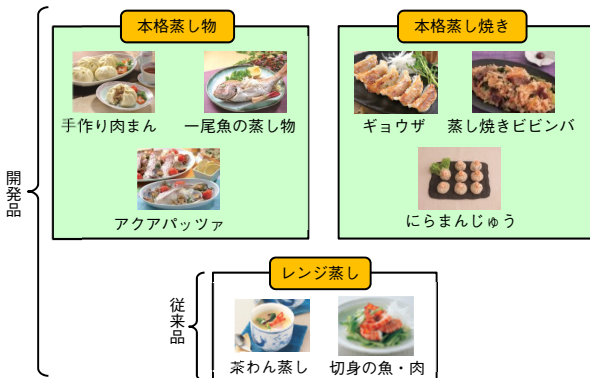 本格蒸し物
本格蒸し焼き
手作り肉まん
一尾魚の蒸し物
ギョウザ
蒸し焼きビビンバ
アクアパッツァ
にらまんじゅう
開発品
レンジ蒸し
従来品
茶わん蒸し
切身の魚・肉